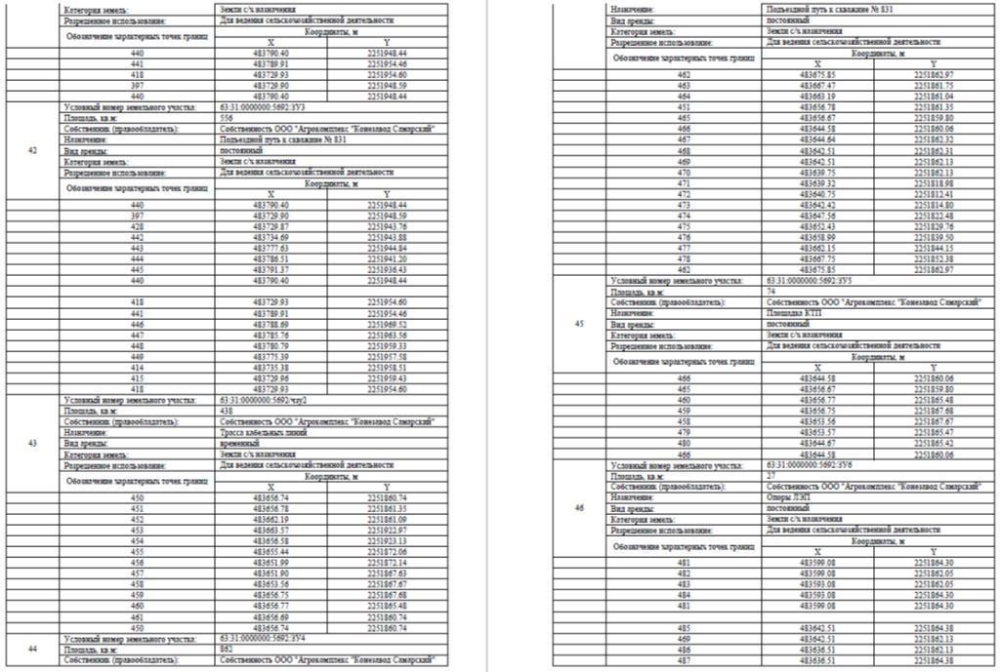 Категория земель: Земли с/х назначения
Разрешенное использование: Для ведения сельскохозяйственной деятельности
Обозначение характерных точек границ Координаты, м
X Y
440 483790.40 2251948.44
441 483789.91 2251954.46
418 483729.93 2251954.60
397 483729.90 2251948.59
440 483790.40 2251948.44
42 Условный номер земельного участка: 63:31:0000000:5692:ЗУ3
Площадь, кв.м: 556
Собственник (правообладатель): Собственность ООО "Агрокомплекс "Конезавод Самарский"
Назначение: Подъездной путь к скважине № 831
Вид аренды: постоянный
Категория земель: Земли с/х назначения
Разрешенное использование: Для ведения сельскохозяйственной деятельности
Обозначение характерных точек границ Координаты, м
X Y
440 483790.40 2251948.44
397 483729.90 2251948.59
428 483729.87 2251943.76
442 483734.69 2251943.88
443 483777.63 2251944.84
444 483786.51 2251941.20
445 483791.37 2251936.43
440 483790.40 2251948.44
418 483729.93 2251954.60
441 483789.91 2251954.46
446 483788.69 2251969.52
447 483785.76 2251963.56
448 483780.79 2251959.33
449 483775.39 2251957.58
414 483735.38 2251958.51
415 483729.96 2251959.43
418 483729.93 2251954.60
43 Условный номер земельного участка: 63:31:0000000:5692/чзу2
Площадь, кв.м: 438
Собственник (правообладатель): Собственность ООО "Агрокомплекс "Конезавод Самарский"
Назначение: Трасса кабельных линий
Вид аренды: временный
Категория земель: Земли с/х назначения
Разрешенное использование: Для ведения сельскохозяйственной деятельности
Обозначение характерных точек границ Координаты, м
X Y
450 483656.74 2251860.74
451 483656.78 2251861.35
452 483662.19 2251861.09
453 483663.57 2251922.97
454 483656.58 2251923.13
455 483655.44 2251872.06
456 483651.99 2251872.14
457 483651.90 2251867.63
458 483653.56 2251867.67
459 483656.75 2251867.68
460 483656.77 2251865.48
461 483656.69 2251860.74
450 483656.74 2251860.74
44 Условный номер земельного участка: 63:31:0000000:5692:ЗУ4
Площадь, кв.м: 862
Собственник (правообладатель): Собственность ООО "Агрокомплекс "Конезавод Самарский"
Назначение: Подъездной путь к скважине № 831
Вид аренды: постоянный
Категория земель: Земли с/х назначения
Разрешенное использование: Для ведения сельскохозяйственной деятельности
Обозначение характерных точек границ Координаты, м
X Y
462 483675.85 2251862.97
463 483667.47 2251861.75
464 483663.19 2251861.04
451 483656.78 2251861.35
465 483656.67 2251859.80
466 483644.58 2251860.06
467 483644.64 2251862.32
468 483642.51 2251862.31
469 483642.51 2251862.13
470 483639.75 2251862.13
471 483639.32 2251818.98
472 483640.75 2251812.41
473 483642.42 2251814.80
474 483647.56 2251822.48
475 483652.43 2251829.76
476 483658.99 2251839.50
477 483662.15 2251844.15
478 483667.75 2251852.38
462 483675.85 2251862.97
45 Условный номер земельного участка: 63:31:0000000:5692:ЗУ5
Площадь, кв.м: 74
Собственник (правообладатель): Собственность ООО "Агрокомплекс "Конезавод Самарский"
Назначение: Площадка КТП
Вид аренды: постоянный
Категория земель: Земли с/х назначения
Разрешенное использование: Для ведения сельскохозяйственной деятельности
Обозначение характерных точек границ Координаты, м
X Y
466 483644.58 2251860.06
465 483656.67 2251859.80
460 483656.77 2251865.48
459 483656.75 2251867.68
458 483653.56 2251867.67
479 483653.57 2251865.47
480 483644.67 2251865.42
466 483644.58 2251860.06
46 Условный номер земельного участка: 63:31:0000000:5692:ЗУ6
Площадь, кв.м: 27
Собственник (правообладатель): Собственность ООО "Агрокомплекс "Конезавод Самарский"
Назначение: Опоры ЛЭП
Вид аренды: постоянный
Категория земель: Земли с/х назначения
Разрешенное использование: Для ведения сельскохозяйственной деятельности
Обозначение характерных точек границ Координаты, м
X Y
481 483599.08 2251864.30
482 483599.08 2251862.05
483 483593.08 2251862.05
484 483593.08 2251864.30
481 483599.08 2251864.30
485 483642.51 2251864.38
469 483642.51 2251862.13
486 483636.51 2251862.13
487 483636.51 2251864.38